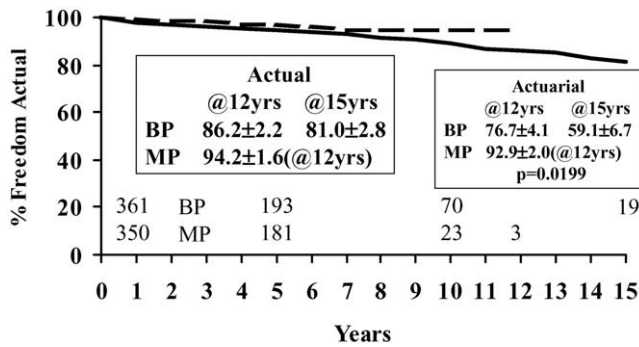 100
80
60
40
20
0
% Freedom Actual
Actual
@12yrs @15yrs
BP 86.2±2.2 81.0±2.8
MP 94.2±1.6(@12yrs)
Actuarial
@12yrs @15yrs
BP 76.7±4.1 59.1±6.7
MP 92.9±2.0(@12yrs)
p=0.0199
361 BP 193 70 19
350 MP 181 23 3
0 1 2 3 4 5 6 7 8 9 10 11 12 13 14 15
Years